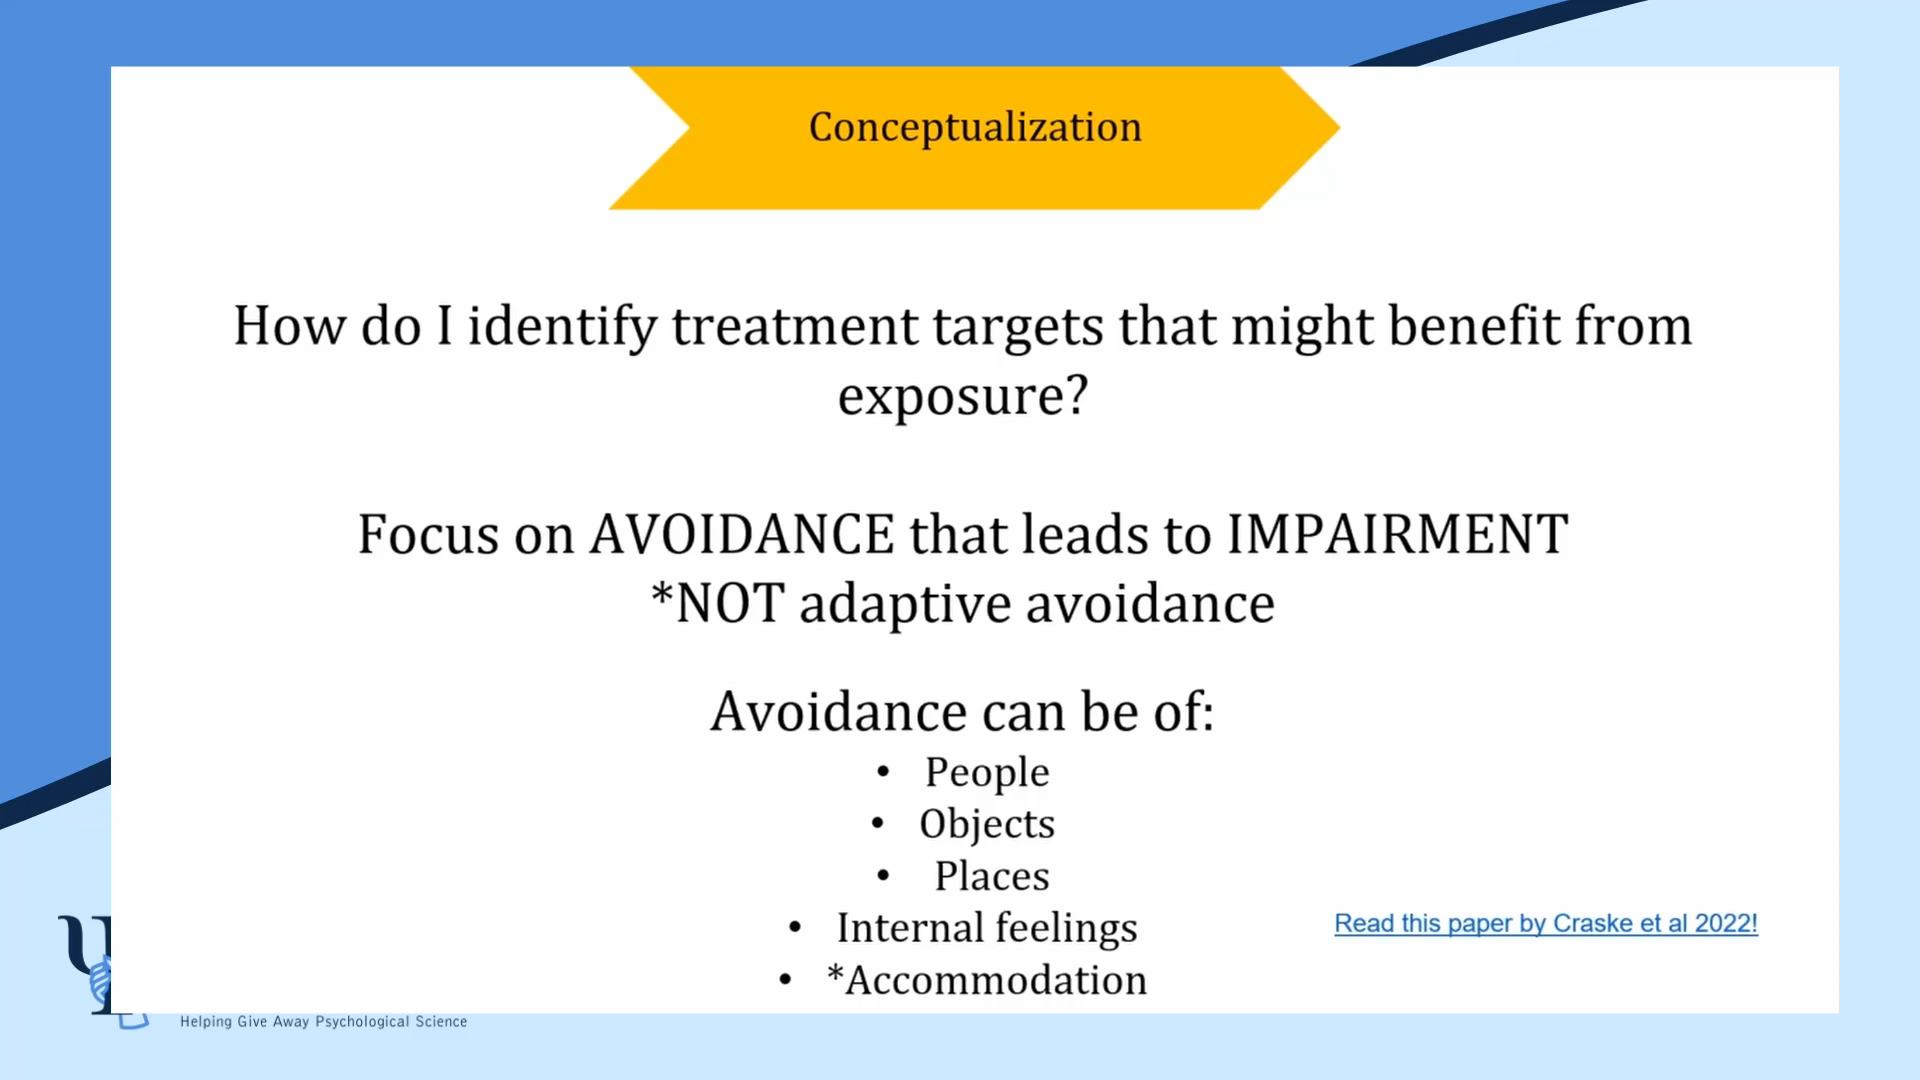 Conceptualization
How do I identify treatment targets that might benefit from
exposure?
Focus on AVOIDANCE that leads to IMPAIRMENT
*NOT adaptive avoidance
Avoidance can be of:
• People
• Objects
• Places
• Internal feelings
• *Accommodation
Read this paper by Craske et al 2022!
Helping Give Away Psychological Science